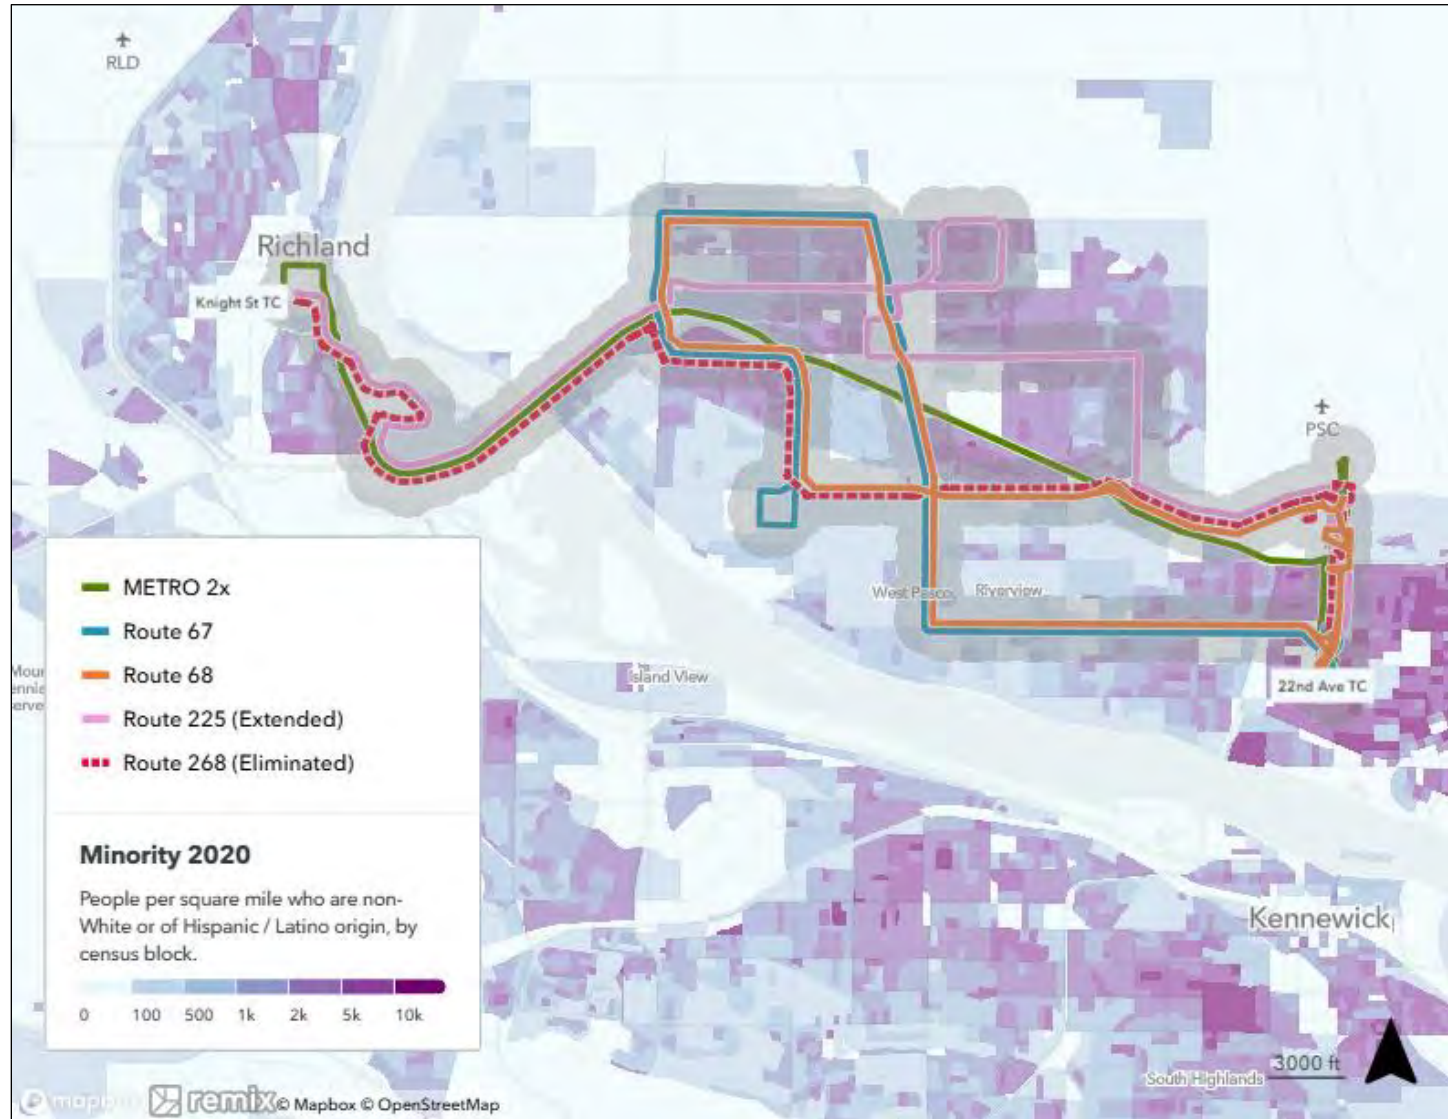 RLD
Richland
Knight St TC
PSC
METRO 2x
Route 67
Route 68
Route 225 (Extended)
Route 268 (Eliminated)
West Pasco
Riverview
Island View
22nd Ave TC
Minority 2020
People per square mile who are non-
White or of Hispanic / Latino origin, by
census block.
0 100 500 1k 2k 5k 10k
Kennewick
3000 ft
South Highlands
mapbox remix © Mapbox © OpenStreetMap